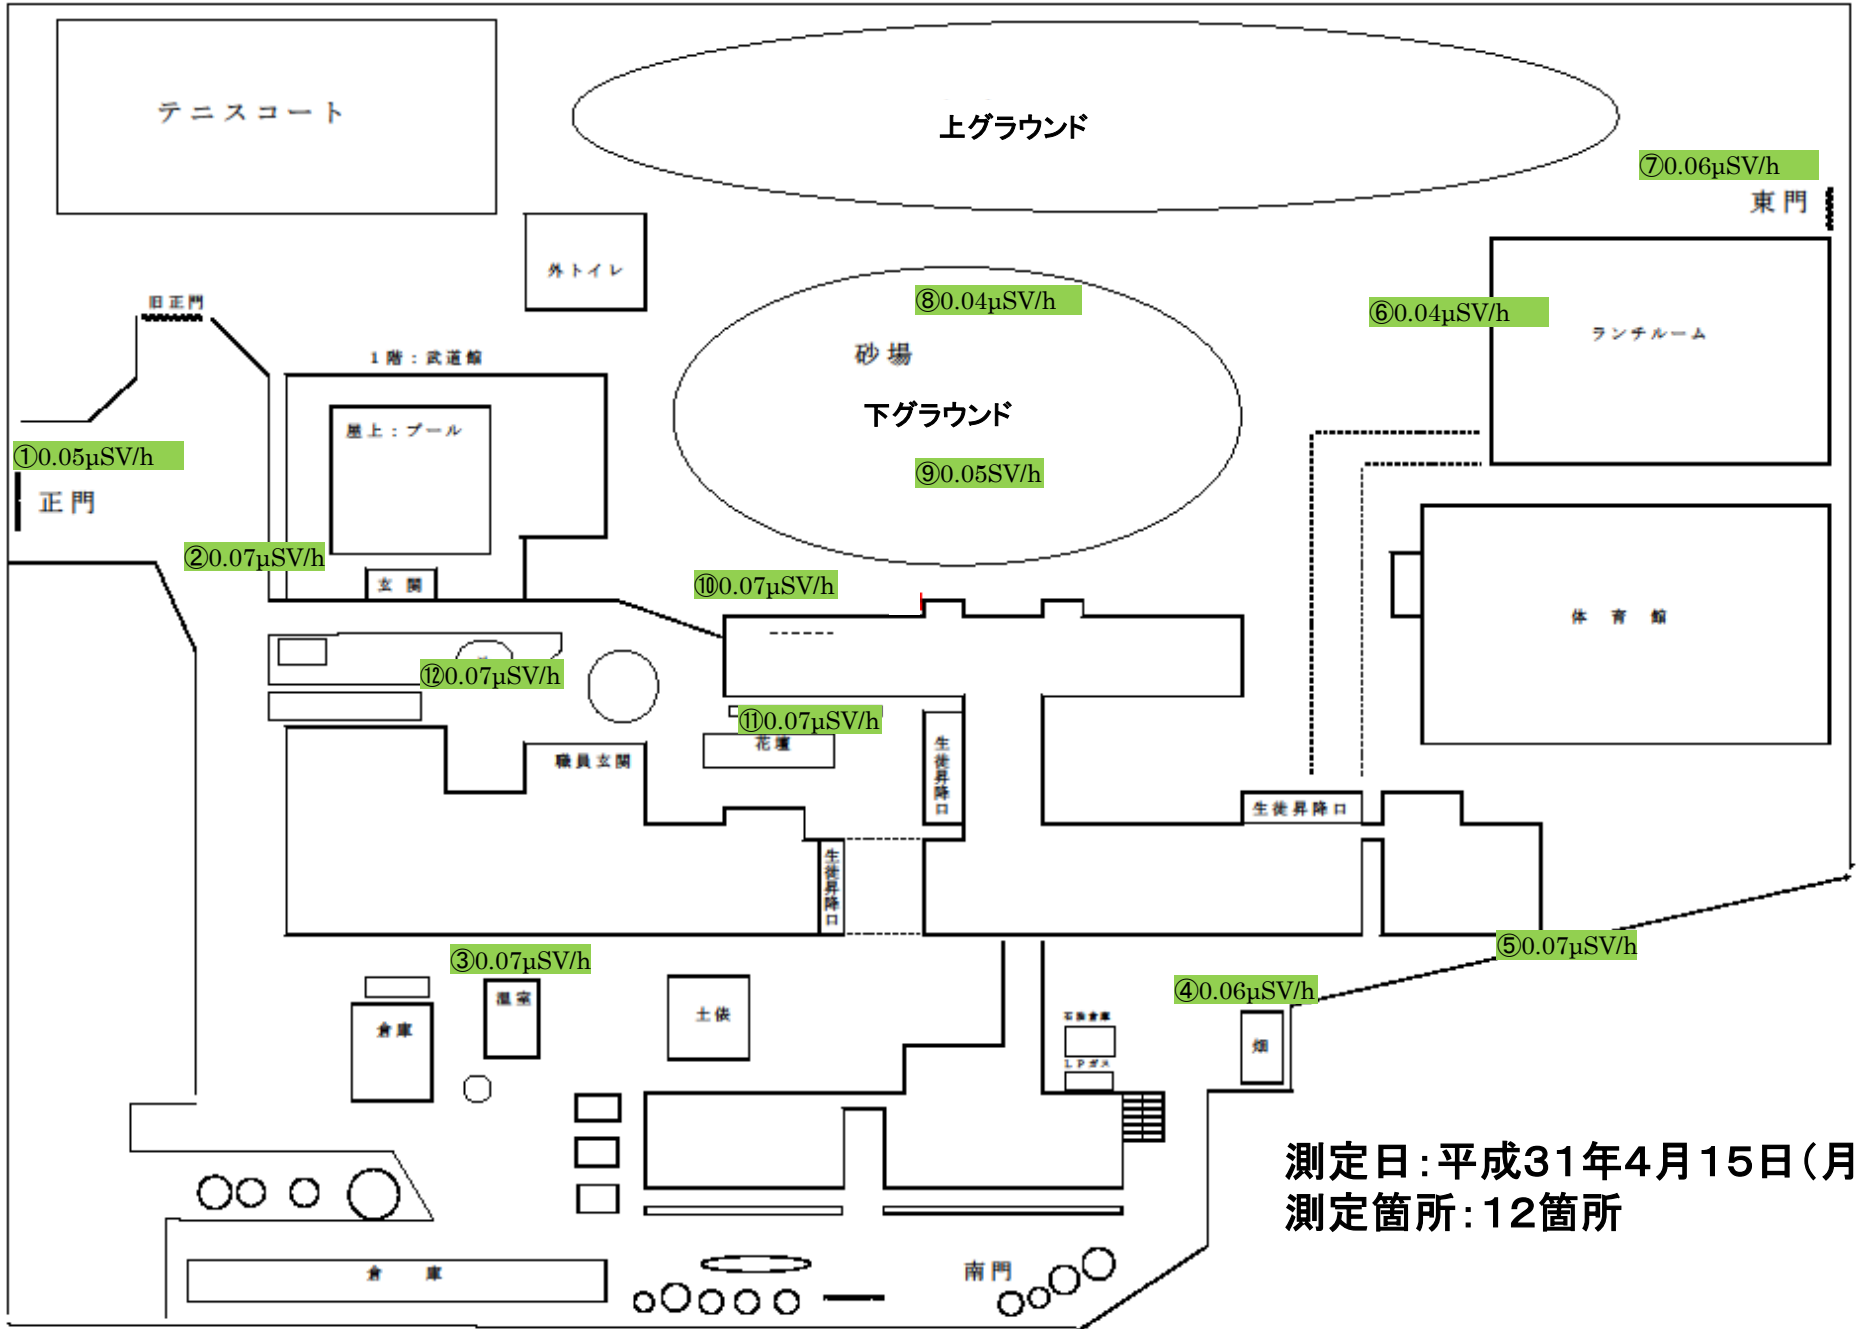 テニスコート
上グラウンド
⑦0.06µSV/h
東門
外トイレ
旧正門
⑧0.04µSV/h
⑥0.04µSV/h
ランチルーム
砂場
1階：武道館
下グラウンド
屋上：プール
①0.05µSV/h
⑨0.05SV/h
正門
②0.07µSV/h
玄関
⑩0.07µSV/h
体育館
⑫0.07µSV/h
⑪0.07µSV/h
花壇
職員玄関
生徒昇降口
生徒昇降口
生徒昇降口
③0.07µSV/h
⑤0.07µSV/h
④0.06µSV/h
温室
倉庫
土俵
石灰倉庫
LPガス
畑
測定日：平成31年4月15日（月
測定箇所：12箇所
倉庫
南門